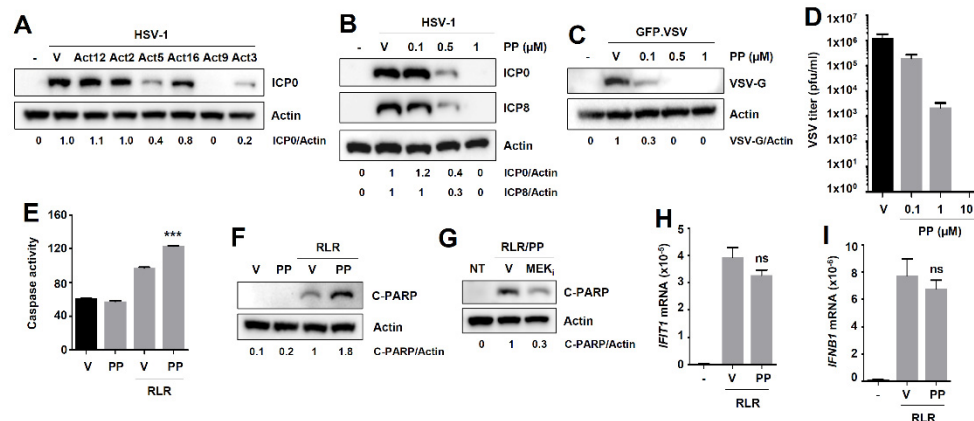 A
HSV-1
- V Act12 Act2 Act5 Act16 Act9 Act3
ICP0
Actin
0 1.0 1.1 1.0 0.4 0.8 0 0.2 ICP0/Actin
B
HSV-1
PP (µM)
- V 0.1 0.5 1
ICP0
ICP8
Actin
0 1 1.2 0.4 0 ICP0/Actin
0 1 1 0.3 0 ICP8/Actin
C
GFP.VSV
PP (µM)
- V 0.1 0.5 1
VSV-G
Actin
0 1 0.3 0 0 VSV-G/Actin
D
VSV titer (pfu/ml)
1x10⁸
1x10⁷
1x10⁶
1x10⁵
1x10⁴
1x10³
1x10²
1x10¹
1x10⁰
V 0.1 1 10
PP (µM)
E
Caspase activity
160
120
80
40
0
***
V PP V PP
RLR
F
RLR
V PP V PP
C-PARP
Actin
0.1 0.2 1 1.8 C-PARP/Actin
G
RLR/PP
NT V MEKᵢ
C-PARP
Actin
0 1 0.3 C-PARP/Actin
H
IFIT1 mRNA (x10⁻⁵)
5
4
3
2
1
0
ns
- V PP
RLR
I
IFNB1 mRNA (x10⁻⁶)
10
8
6
4
2
0
ns
- V PP
RLR